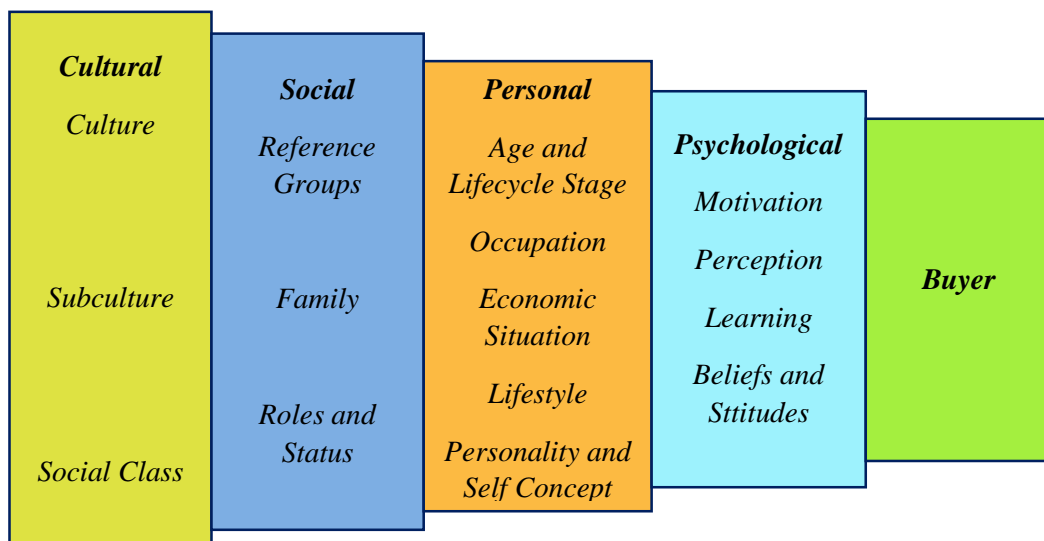 Cultural
Culture
Subculture
Social Class
Social
Reference
Groups
Family
Roles and
Status
Personal
Age and
Lifecycle Stage
Occupation
Economic
Situation
Lifestyle
Personality and
Self Concept
Psychological
Motivation
Perception
Learning
Beliefs and
Sttitudes
Buyer